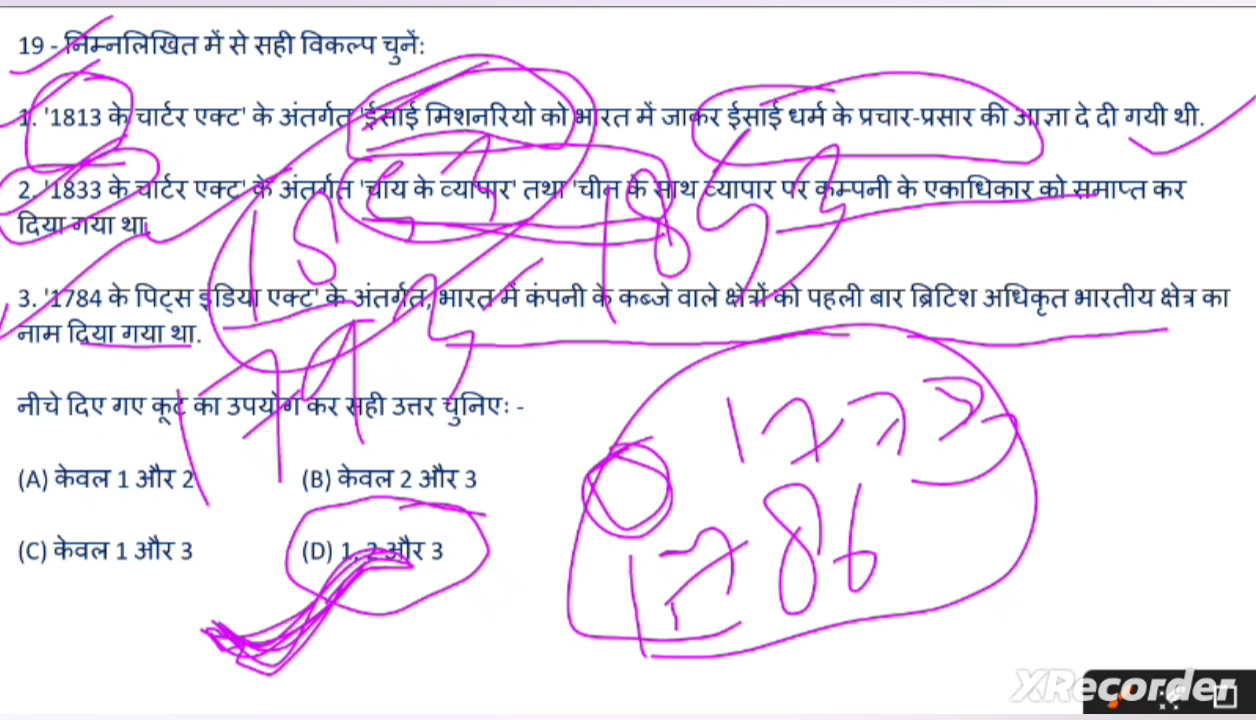 19 - निम्नलिखित में से सही विकल्प चुनें:
1. '1813 के चार्टर एक्ट' के अंतर्गत 'ईसाई मिशनरियो को भारत में जाकर ईसाई धर्म के प्रचार-प्रसार की आज्ञा दे दी गयी थी.
2. '1833 के चार्टर एक्ट' के अंतर्गत 'चाय के व्यापार' तथा 'चीन के साथ व्यापार पर कम्पनी के एकाधिकार को समाप्त कर
दिया गया था.
1853
3. '1784 के पिट्स इंडिया एक्ट' के अंतर्गत, भारत में कंपनी के कब्जे वाले क्षेत्रों को पहली बार ब्रिटिश अधिकृत भारतीय क्षेत्र का
नाम दिया गया था.
1793
नीचे दिए गए कूट का उपयोग कर सही उत्तर चुनिए: -
1773
(A) केवल 1 और 2 (B) केवल 2 और 3
1786
(C) केवल 1 और 3 (D) 1, 2 और 3
XRecorder